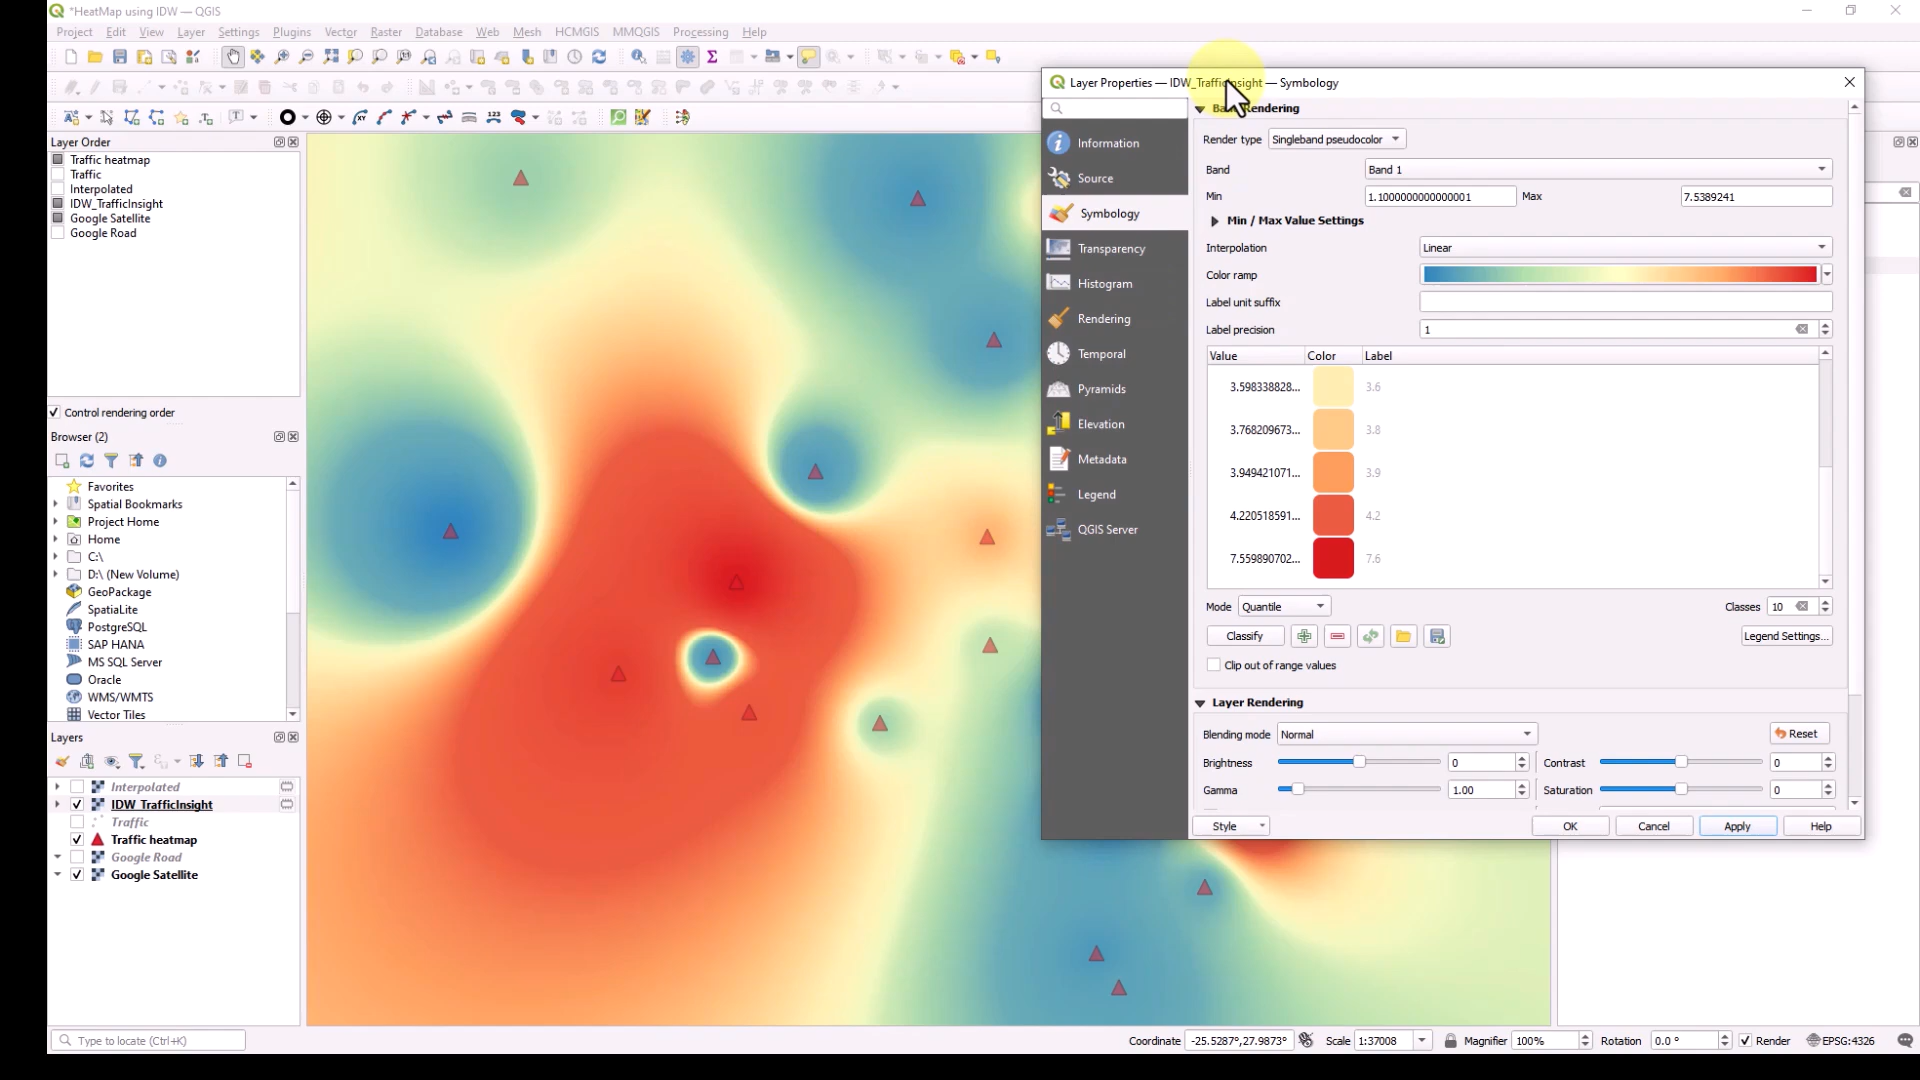 *HeatMap using IDW — QGIS
Project Edit View Layer Settings Plugins Vector Raster Database Web Mesh HCMGIS MMQGIS Processing Help
Layer Order
Traffic heatmap
Traffic
Interpolated
IDW_TrafficInsight
Google Satellite
Google Road
Control rendering order
Browser (2)
Favorites
Spatial Bookmarks
Project Home
Home
C:\
D:\ (New Volume)
GeoPackage
SpatiaLite
PostgreSQL
SAP HANA
MS SQL Server
Oracle
WMS/WMTS
Vector Tiles
Layers
Interpolated
IDW_TrafficInsight
Traffic
Traffic heatmap
Google Road
Google Satellite
Type to locate (Ctrl+K)
Layer Properties — IDW_TrafficInsight — Symbology
Information
Source
Symbology
Transparency
Histogram
Rendering
Temporal
Pyramids
Elevation
Metadata
Legend
QGIS Server
Rendering
Render type Singleband pseudocolor
Band Band 1
Min 1.1000000000000001 Max 7.5389241
Min / Max Value Settings
Interpolation Linear
Color ramp
Label unit suffix
Label precision 1
Value Color Label
3.598338828... 3.6
3.768209673... 3.8
3.949421071... 3.9
4.220518591... 4.2
7.559890702... 7.6
Mode Quantile Classes 10
Classify Legend Settings...
Clip out of range values
Layer Rendering
Blending mode Normal Reset
Brightness 0 Contrast 0
Gamma 1.00 Saturation 0
Style OK Cancel Apply Help
Coordinate -25.5287°,27.9873° Scale 1:37008 Magnifier 100% Rotation 0.0 ° Render EPSG:4326